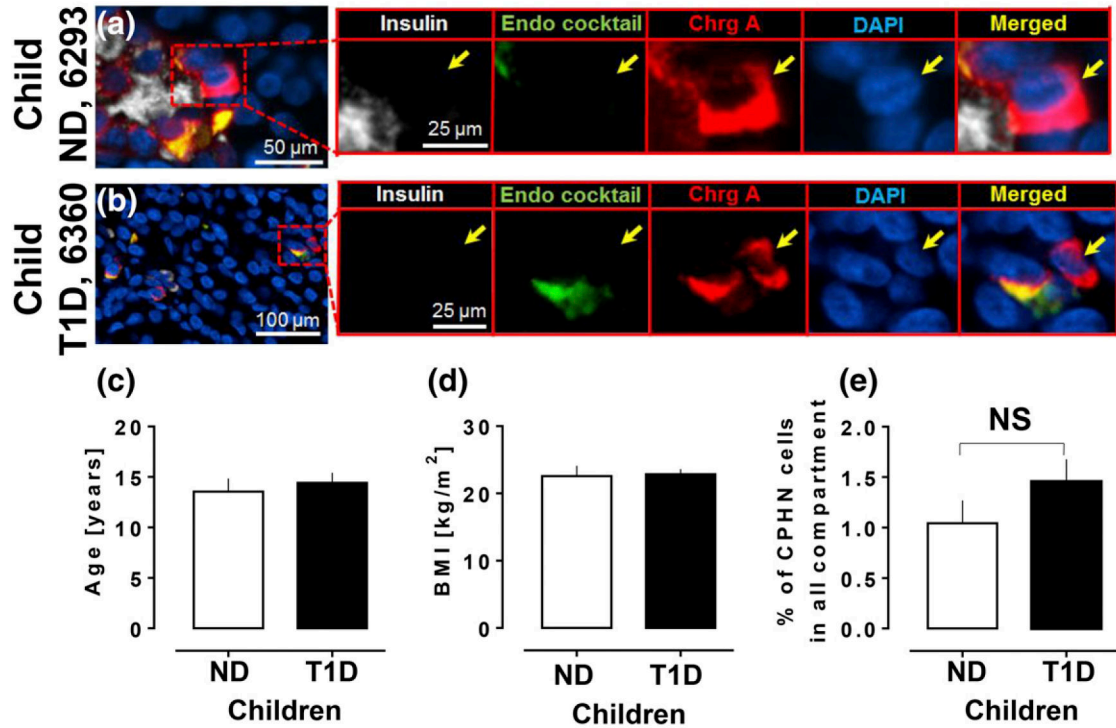 Child
ND, 6293
(a)
50 µm
Insulin
Endo cocktail
Chrg A
DAPI
Merged
25 µm
Child
T1D, 6360
(b)
100 µm
Insulin
Endo cocktail
Chrg A
DAPI
Merged
25 µm
(c)
Age [years]
20
15
10
5
0
ND T1D
Children
(d)
BMI [kg/m²]
30
20
10
0
ND T1D
Children
(e)
% of CPHN cells
in all compartment
2.0
1.5
1.0
0.5
0.0
NS
ND T1D
Children